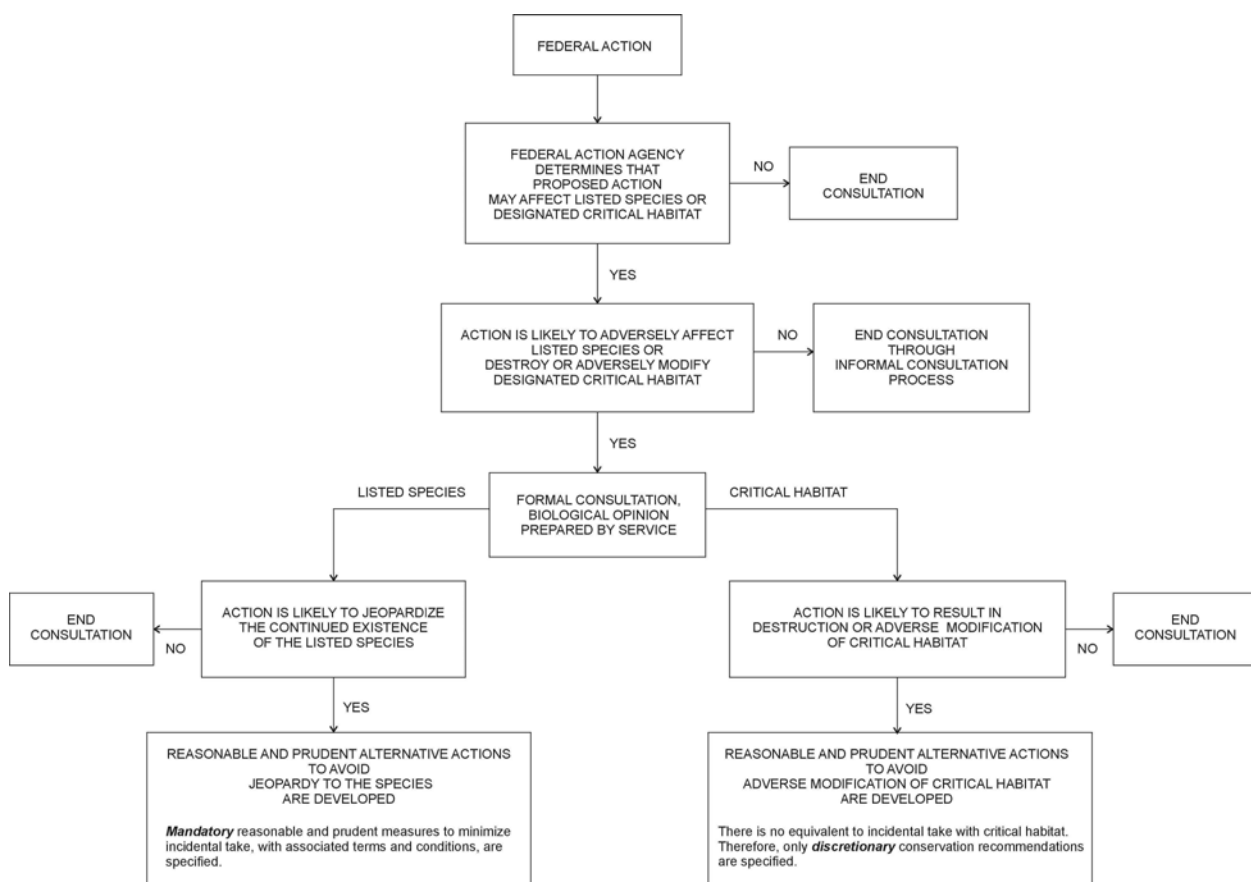 FEDERAL ACTION
FEDERAL ACTION AGENCY
DETERMINES THAT
PROPOSED ACTION
MAY AFFECT LISTED SPECIES OR
DESIGNATED CRITICAL HABITAT
NO
END
CONSULTATION
YES
ACTION IS LIKELY TO ADVERSELY AFFECT
LISTED SPECIES OR
DESTROY OR ADVERSELY MODIFY
DESIGNATED CRITICAL HABITAT
NO
END CONSULTATION
THROUGH
INFORMAL CONSULTATION
PROCESS
YES
LISTED SPECIES
FORMAL CONSULTATION,
BIOLOGICAL OPINION
PREPARED BY SERVICE
CRITICAL HABITAT
END
CONSULTATION
NO
ACTION IS LIKELY TO JEOPARDIZE
THE CONTINUED EXISTENCE
OF THE LISTED SPECIES
ACTION IS LIKELY TO RESULT IN
DESTRUCTION OR ADVERSE MODIFICATION
OF CRITICAL HABITAT
NO
END
CONSULTATION
YES
YES
REASONABLE AND PRUDENT ALTERNATIVE ACTIONS
TO AVOID
JEOPARDY TO THE SPECIES
ARE DEVELOPED
Mandatory reasonable and prudent measures to minimize
incidental take, with associated terms and conditions, are
specified.
REASONABLE AND PRUDENT ALTERNATIVE ACTIONS
TO AVOID
ADVERSE MODIFICATION OF CRITICAL HABITAT
ARE DEVELOPED
There is no equivalent to incidental take with critical habitat.
Therefore, only discretionary conservation recommendations
are specified.